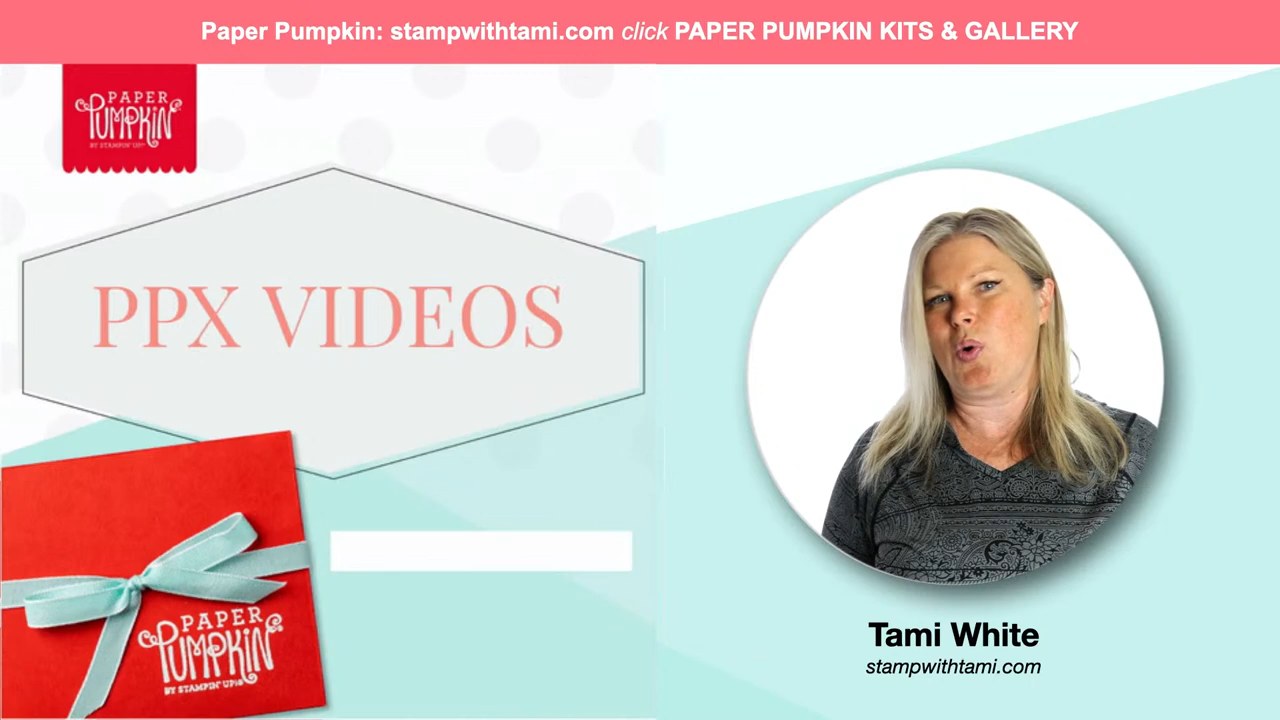 Paper Pumpkin: stampwithtami.com click PAPER PUMPKIN KITS & GALLERY
PAPER
PUMPKIN
BY STAMPIN' UP!®
PPX VIDEOS
PAPER
PUMPKIN®
BY STAMPIN' UP!®
Tami White
stampwithtami.com